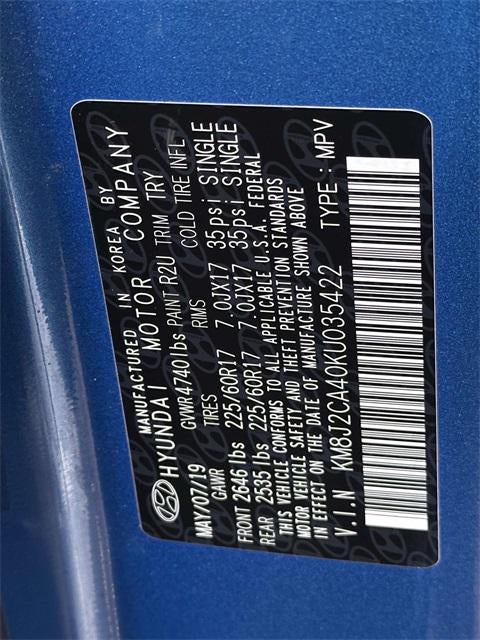 MANUFACTURED IN KOREA BY
HYUNDAI MOTOR COMPANY
MAY/07/19 GVWR4740lbs PAINT R2U TRIM TRY
GAWR TIRES RIMS COLD TIRE INFL
FRONT 2646 lbs 225/60R17 7.0JX17 35psi SINGLE
REAR 2535 lbs 225/60R17 7.0JX17 35psi SINGLE
THIS VEHICLE CONFORMS TO ALL APPLICABLE U.S.A. FEDERAL
MOTOR VEHICLE SAFETY AND THEFT PREVENTION STANDARDS
IN EFFECT ON THE DATE OF MANUFACTURE SHOWN ABOVE
V.I.N KM8J2CA40KU035422 TYPE : MPV